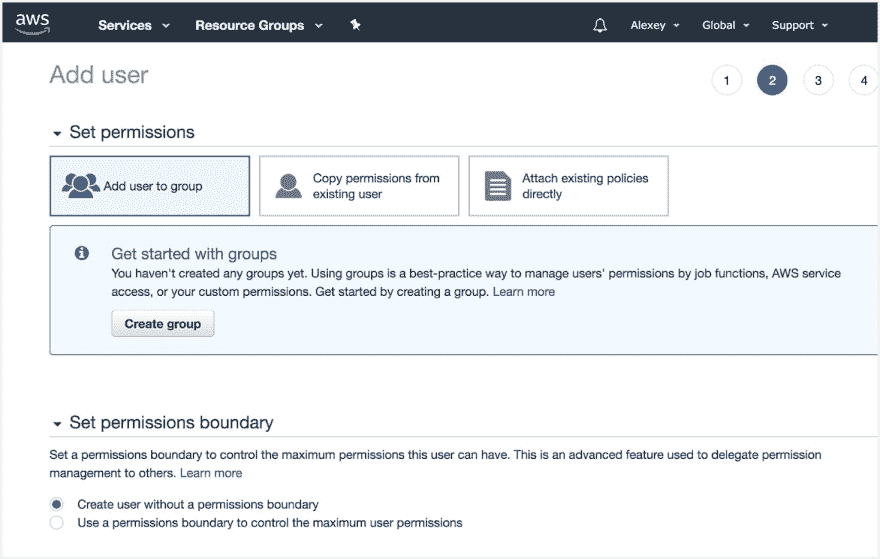 aws Services Resource Groups Alexey Global Support
Add user
1 2 3 4
Set permissions
Add user to group
Copy permissions from
existing user
Attach existing policies
directly
Get started with groups
You haven't created any groups yet. Using groups is a best-practice way to manage users' permissions by job functions, AWS service
access, or your custom permissions. Get started by creating a group. Learn more
Create group
Set permissions boundary
Set a permissions boundary to control the maximum permissions this user can have. This is an advanced feature used to delegate permission
management to others. Learn more
Create user without a permissions boundary
Use a permissions boundary to control the maximum user permissions